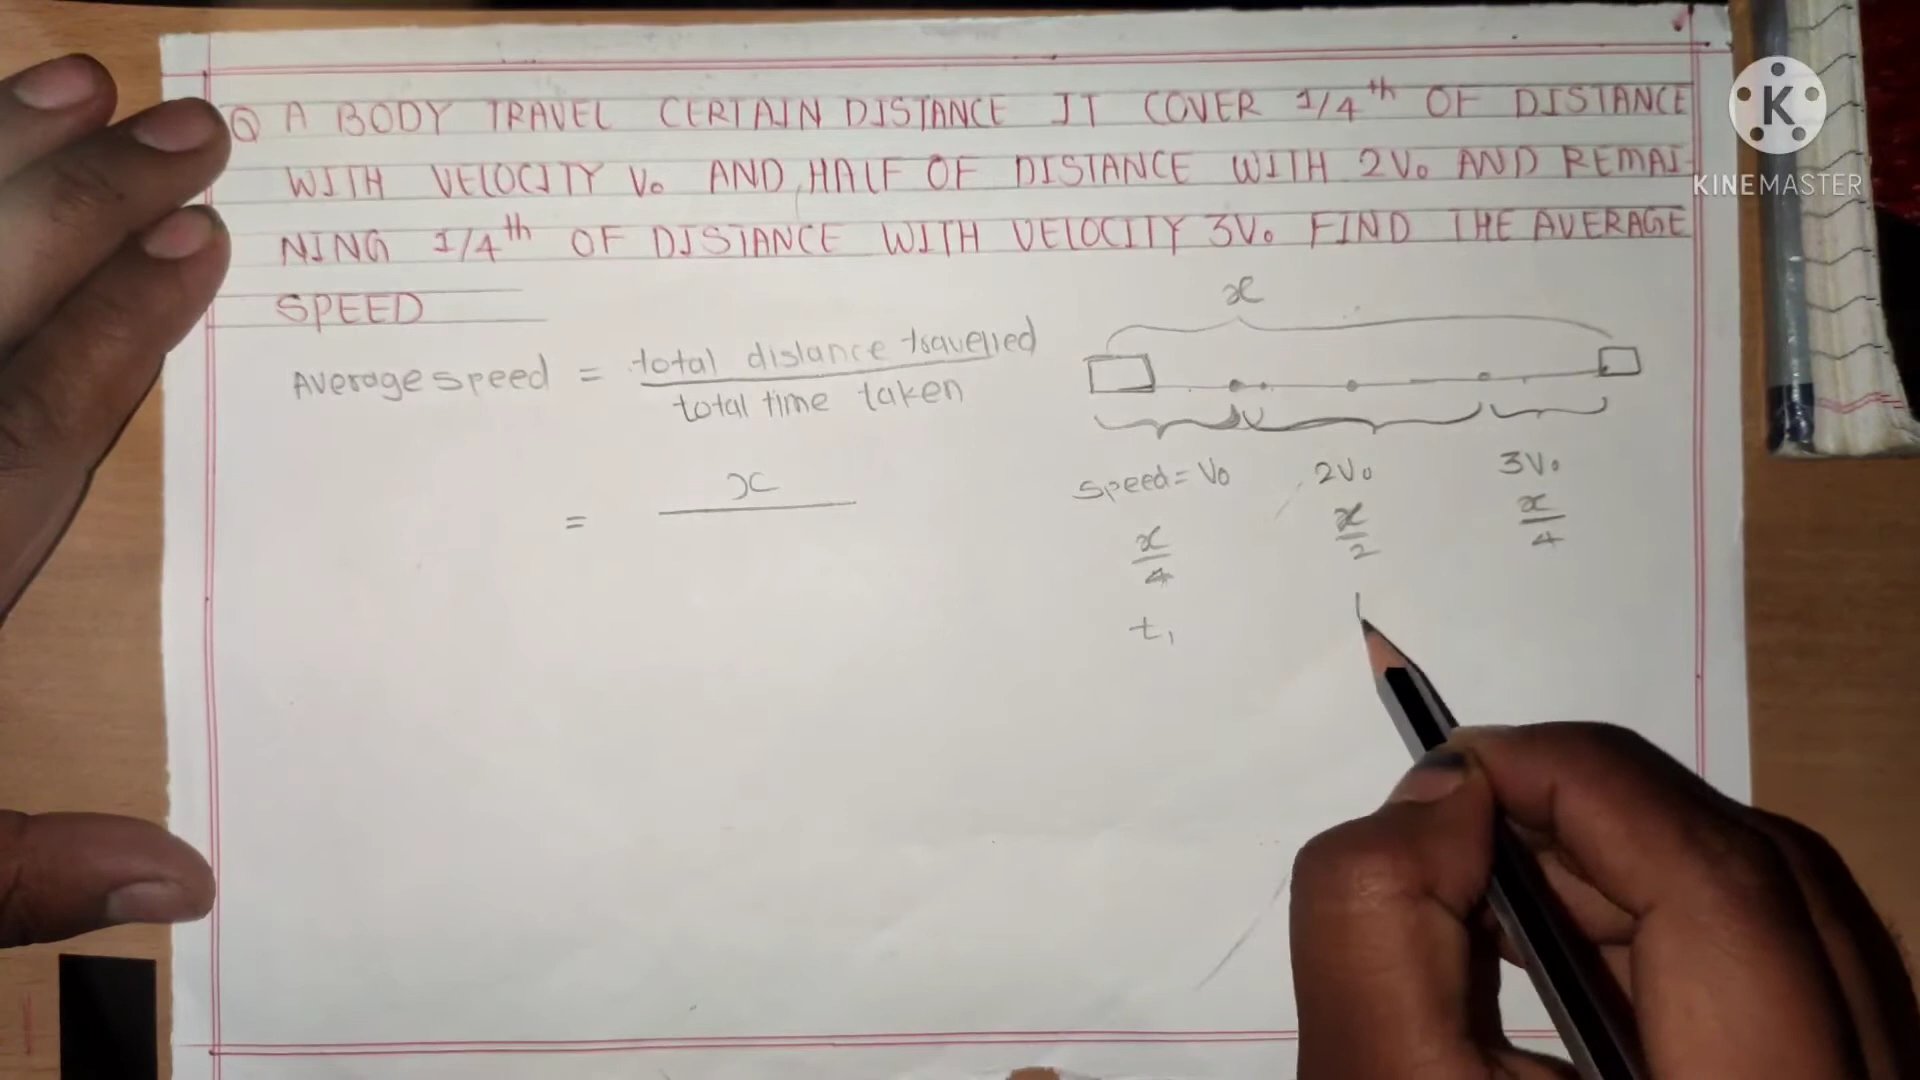 Q A BODY TRAVEL CERTAIN DISTANCE IT COVER 1/4th OF DISTANCE
WITH VELOCITY V₀ AND HALF OF DISTANCE WITH 2V₀ AND REMAI-
NING 1/4th OF DISTANCE WITH VELOCITY 3V₀ FIND THE AVERAGE
SPEED
Average speed = total distance travelled / total time taken
= x
x
speed = V₀ 2V₀ 3V₀
x/4 x/2 x/4
t₁
K
KINEMASTER